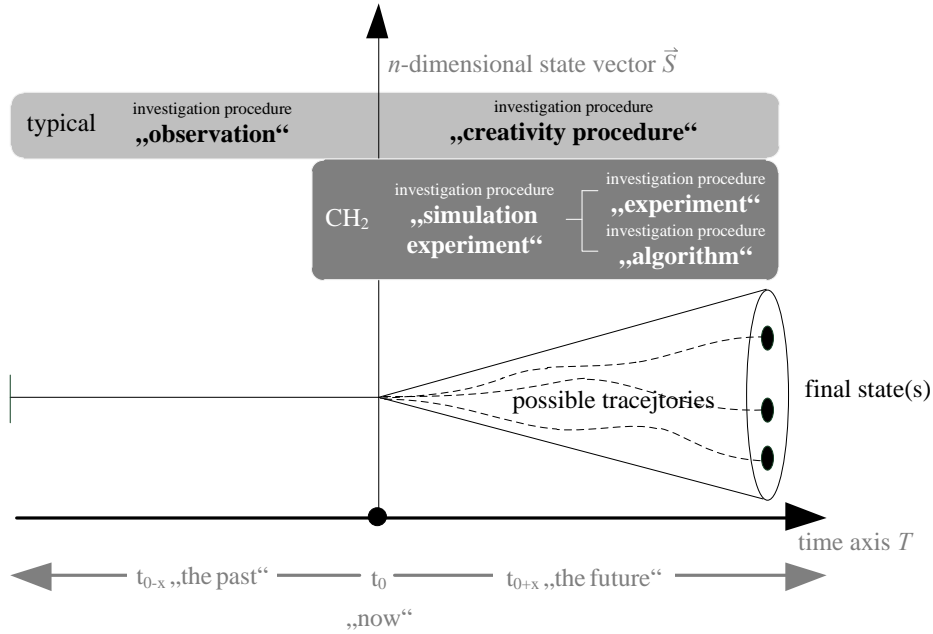 n-dimensional state vector S⃗
typical
investigation procedure
„observation“
investigation procedure
„creativity procedure“
CH₂
investigation procedure
„simulation
experiment“
investigation procedure
„experiment“
investigation procedure
„algorithm“
possible tracejtories
final state(s)
time axis T
t₀₋ₓ „the past“
t₀
t₀₊ₓ „the future“
„now“